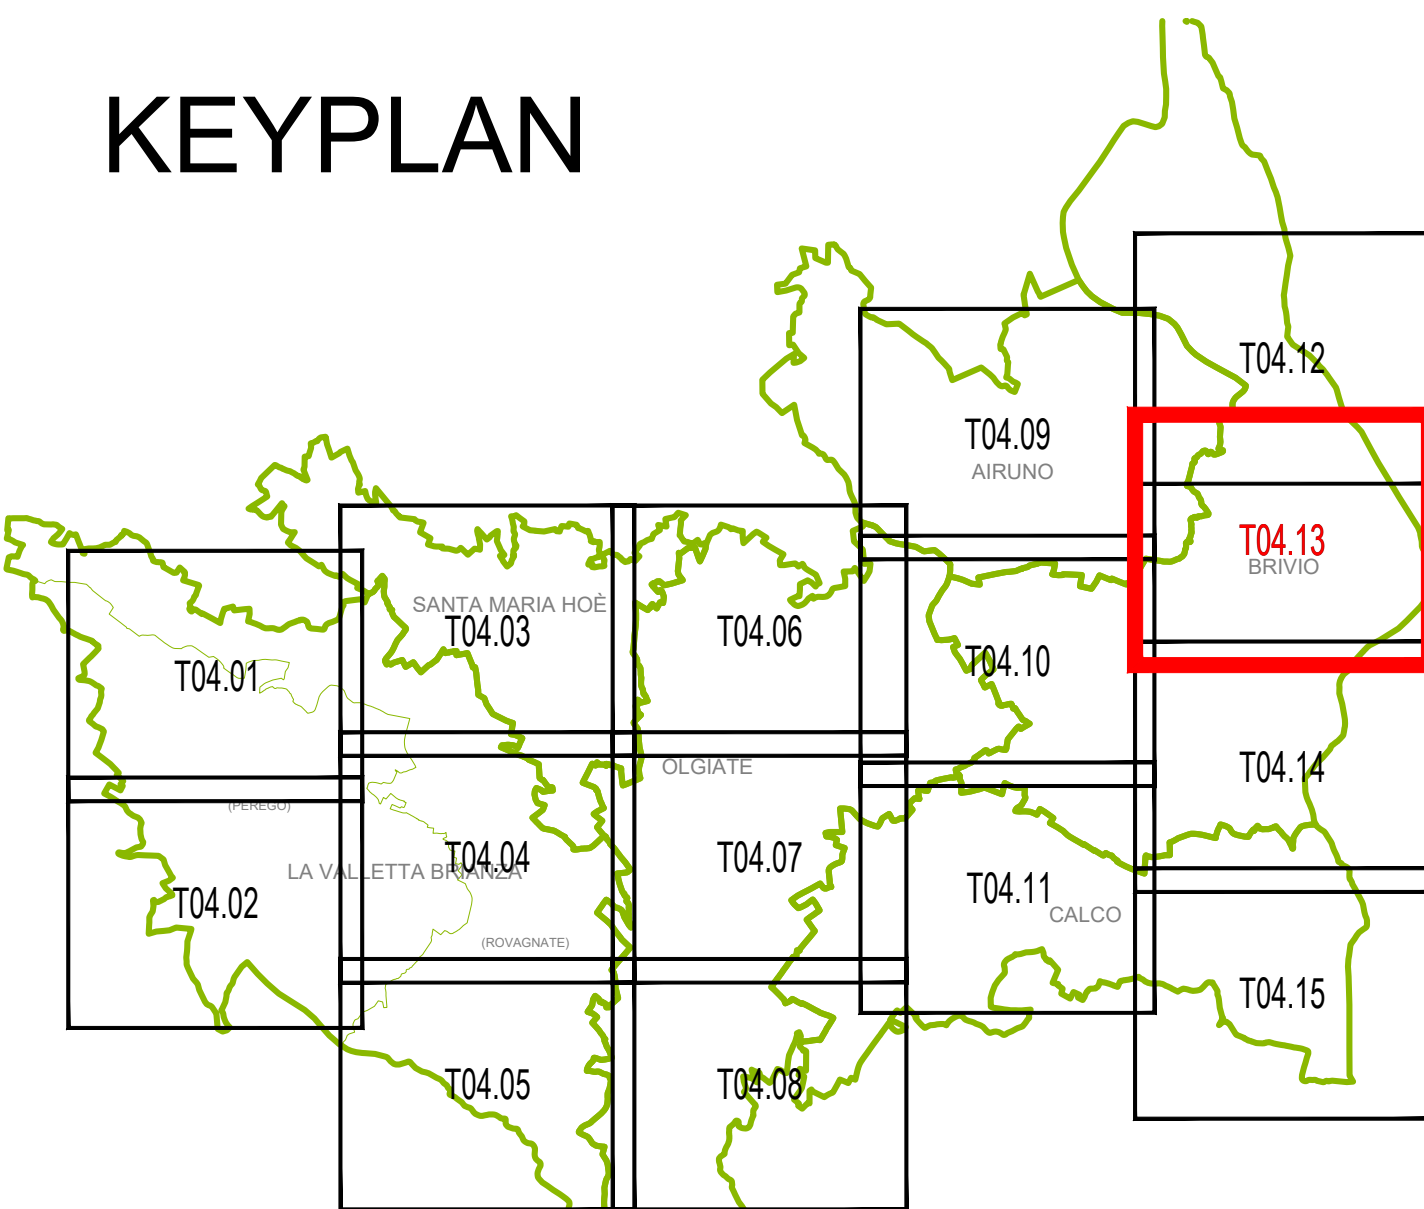 KEYPLAN
T04.12
T04.09
AIRUNO
T04.13
BRIVIO
SANTA MARIA HOÈ
T04.03
T04.06
T04.01
T04.10
OLGIATE
T04.14
(PEREGO)
T04.04
T04.07
LA VALLETTA BRIANZA
T04.02
T04.11
CALCO
(ROVAGNATE)
T04.15
T04.05
T04.08